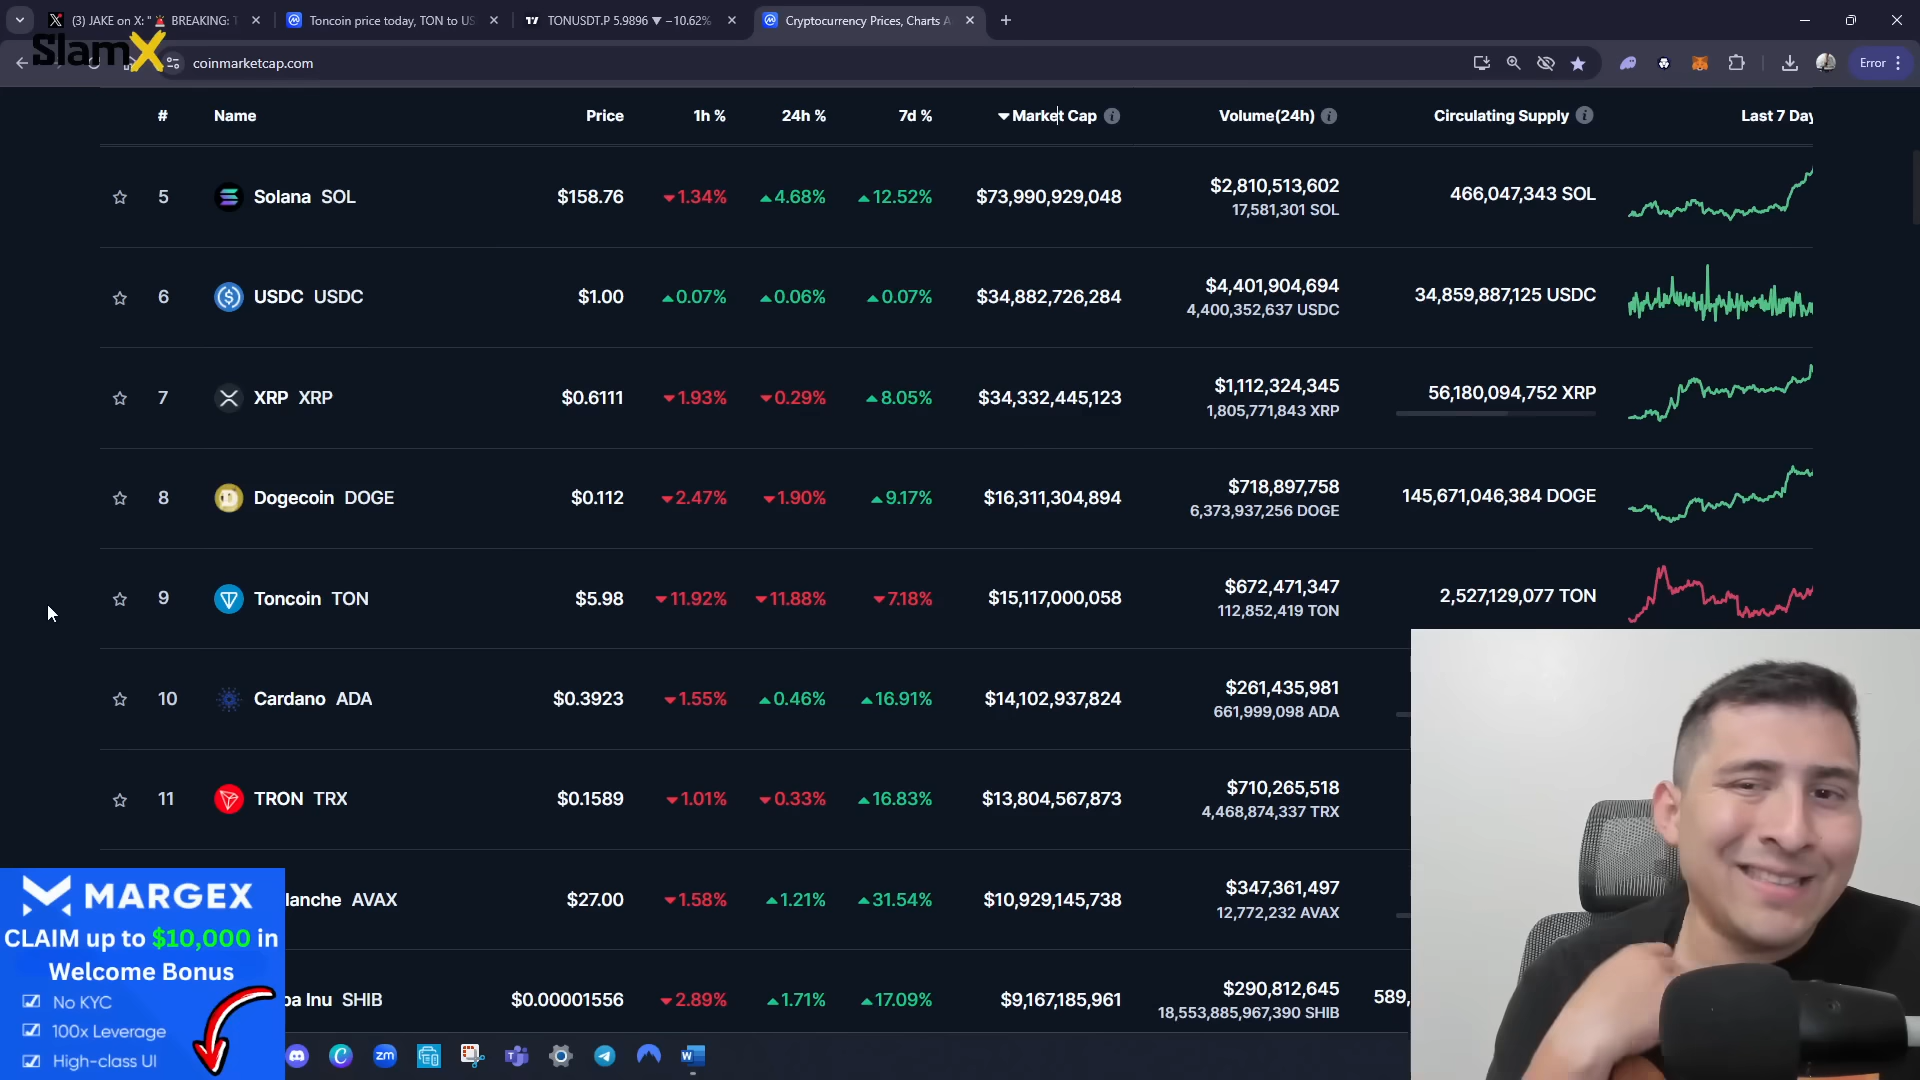 (3) JAKE on X: " 🚨 BREAKING: T
Toncoin price today, TON to US
TONUSDT.P 5.9896 ▼ −10.62%
Cryptocurrency Prices, Charts A
SlamX
coinmarketcap.com
Error
# Name Price 1h % 24h % 7d % Market Cap Volume(24h) Circulating Supply Last 7 Day
5 Solana SOL $158.76 1.34% 4.68% 12.52% $73,990,929,048 $2,810,513,602 466,047,343 SOL
17,581,301 SOL
6 USDC USDC $1.00 0.07% 0.06% 0.07% $34,882,726,284 $4,401,904,694 34,859,887,125 USDC
4,400,352,637 USDC
7 XRP XRP $0.6111 1.93% 0.29% 8.05% $34,332,445,123 $1,112,324,345 56,180,094,752 XRP
1,805,771,843 XRP
8 Dogecoin DOGE $0.112 2.47% 1.90% 9.17% $16,311,304,894 $718,897,758 145,671,046,384 DOGE
6,373,937,256 DOGE
9 Toncoin TON $5.98 11.92% 11.88% 7.18% $15,117,000,058 $672,471,347 2,527,129,077 TON
112,852,419 TON
10 Cardano ADA $0.3923 1.55% 0.46% 16.91% $14,102,937,824 $261,435,981
661,999,098 ADA
11 TRON TRX $0.1589 1.01% 0.33% 16.83% $13,804,567,873 $710,265,518
4,468,874,337 TRX
lanche AVAX $27.00 1.58% 1.21% 31.54% $10,929,145,738 $347,361,497
12,772,232 AVAX
ba Inu SHIB $0.00001556 2.89% 1.71% 17.09% $9,167,185,961 $290,812,645 589,
18,553,885,967,390 SHIB
MARGEX
CLAIM up to $10,000 in
Welcome Bonus
No KYC
100x Leverage
High-class UI
zm